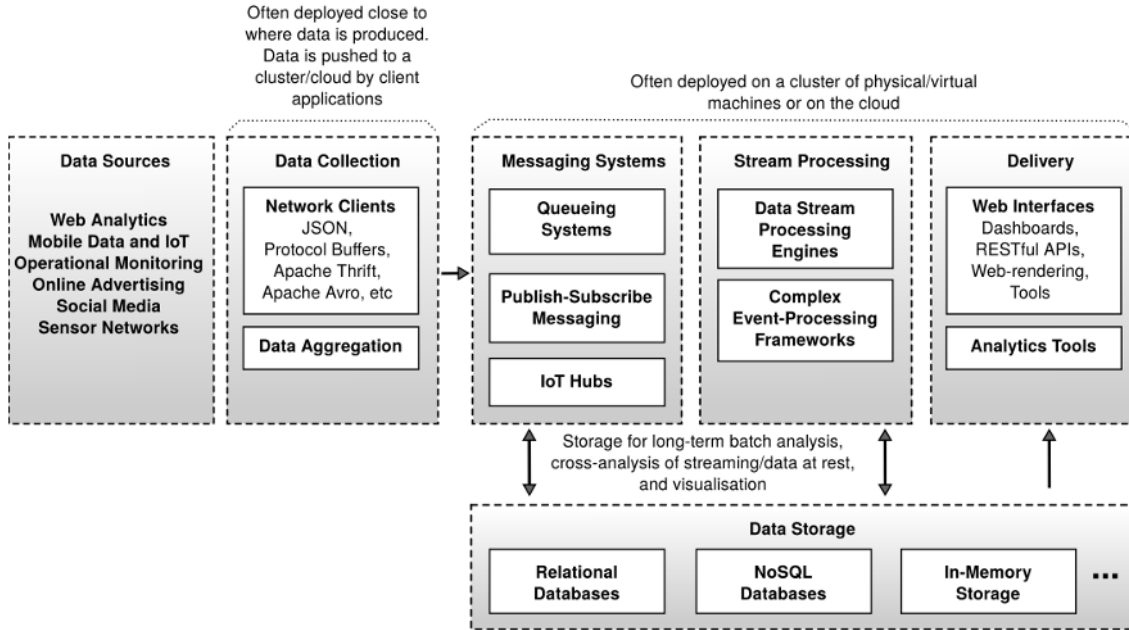 Often deployed close to
where data is produced.
Data is pushed to a
cluster/cloud by client
applications
Often deployed on a cluster of physical/virtual
machines or on the cloud
Data Sources
Web Analytics
Mobile Data and IoT
Operational Monitoring
Online Advertising
Social Media
Sensor Networks
Data Collection
Network Clients
JSON,
Protocol Buffers,
Apache Thrift,
Apache Avro, etc
Data Aggregation
Messaging Systems
Queueing
Systems
Publish-Subscribe
Messaging
IoT Hubs
Stream Processing
Data Stream
Processing
Engines
Complex
Event-Processing
Frameworks
Delivery
Web Interfaces
Dashboards,
RESTful APIs,
Web-rendering,
Tools
Analytics Tools
Storage for long-term batch analysis,
cross-analysis of streaming/data at rest,
and visualisation
Data Storage
Relational
Databases
NoSQL
Databases
In-Memory
Storage
...